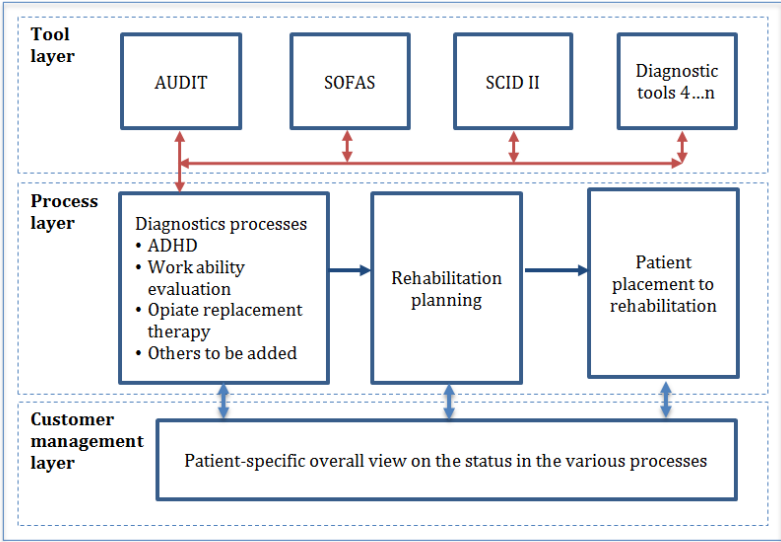 Tool
layer
AUDIT
SOFAS
SCID II
Diagnostic
tools 4...n
Process
layer
Diagnostics processes
• ADHD
• Work ability
evaluation
• Opiate replacement
therapy
• Others to be added
Rehabilitation
planning
Patient
placement to
rehabilitation
Customer
management
layer
Patient-specific overall view on the status in the various processes